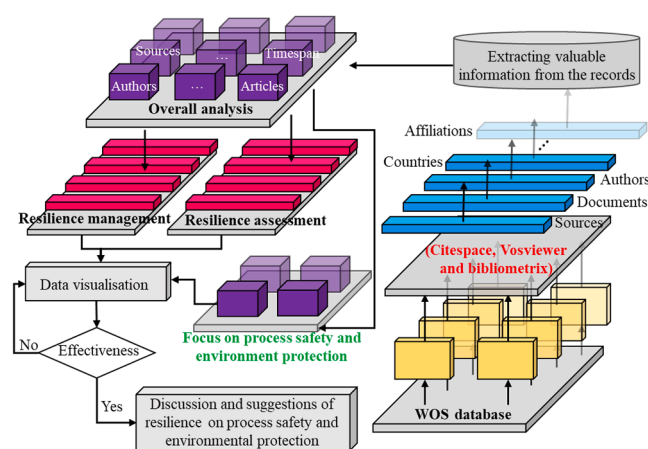 Sources
...
Timespan
Authors
...
Articles
Overall analysis
Resilience management
Resilience assessment
Data visualisation
Focus on process safety and
environment protection
No
Effectiveness
Yes
Discussion and suggestions of
resilience on process safety and
environmental protection
Extracting valuable
information from the records
Affiliations
...
Countries
Authors
Documents
Sources
(Citespace, Vosviewer
and bibliometrix)
WOS database